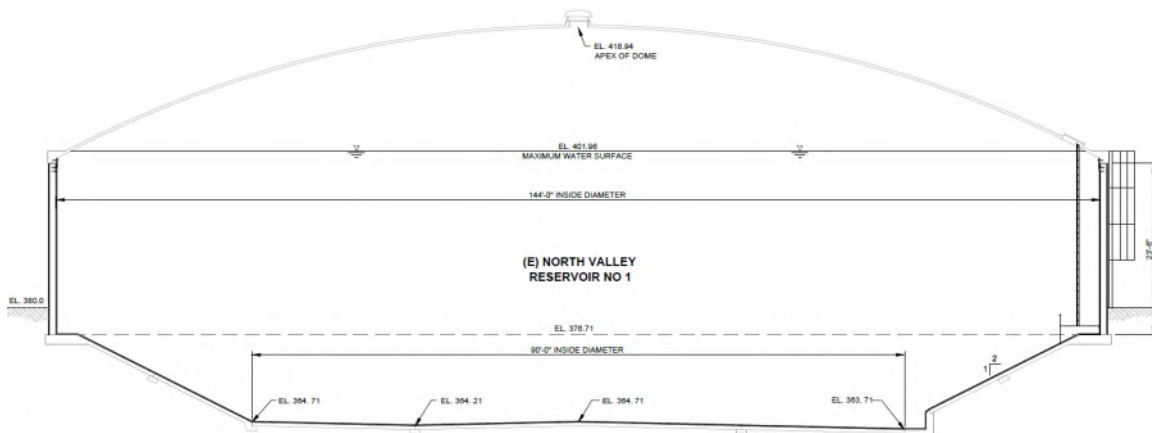 EL. 418.94
APEX OF DOME
EL. 401.96
MAXIMUM WATER SURFACE
144'-0" INSIDE DIAMETER
(E) NORTH VALLEY
RESERVOIR NO 1
23'-6"
EL. 380.0
EL. 376.71
90'-0" INSIDE DIAMETER
2
1
EL. 364. 71
EL. 364.21
EL. 364. 71
EL. 363. 71